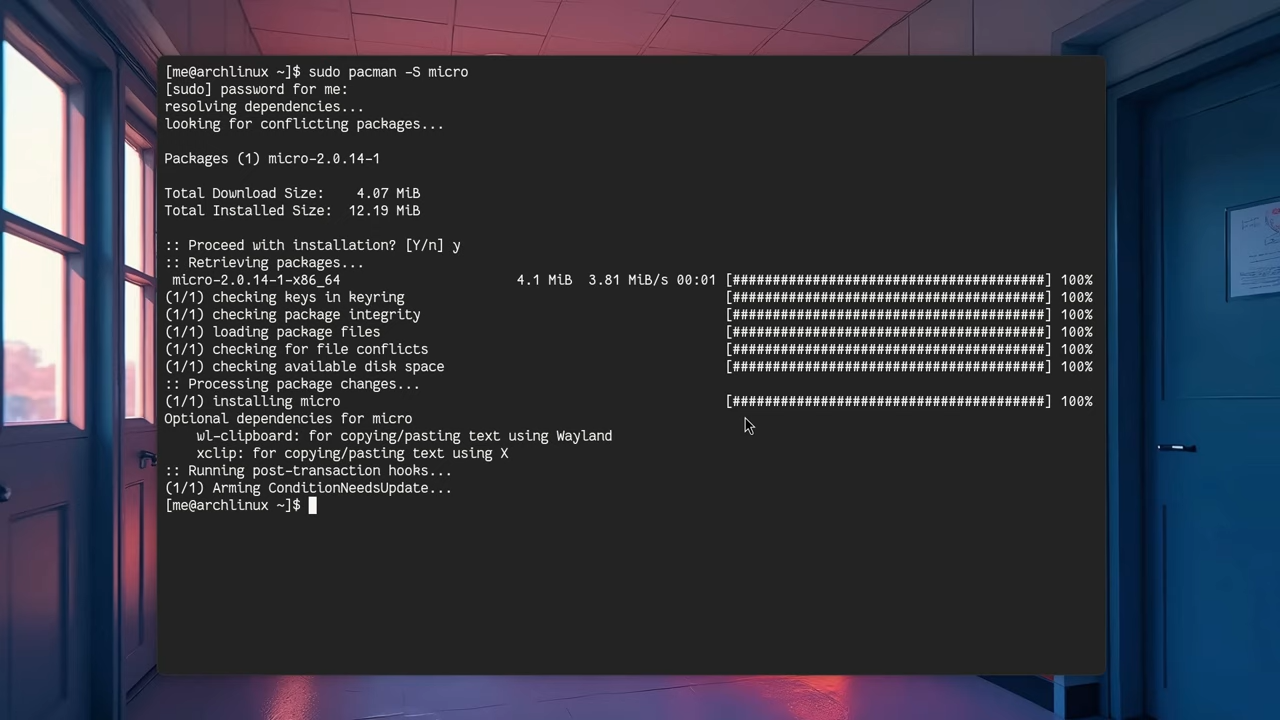 [me@archlinux ~]$ sudo pacman -S micro
[sudo] password for me:
resolving dependencies...
looking for conflicting packages...
Packages (1) micro-2.0.14-1
Total Download Size:    4.07 MiB
Total Installed Size:  12.19 MiB
:: Proceed with installation? [Y/n] y
:: Retrieving packages...
micro-2.0.14-1-x86_64 4.1 MiB 3.81 MiB/s 00:01 [#######################################] 100%
(1/1) checking keys in keyring [#######################################] 100%
(1/1) checking package integrity [#######################################] 100%
(1/1) loading package files [#######################################] 100%
(1/1) checking for file conflicts [#######################################] 100%
(1/1) checking available disk space [#######################################] 100%
:: Processing package changes...
(1/1) installing micro [#######################################] 100%
Optional dependencies for micro
    wl-clipboard: for copying/pasting text using Wayland
    xclip: for copying/pasting text using X
:: Running post-transaction hooks...
(1/1) Arming ConditionNeedsUpdate...
[me@archlinux ~]$